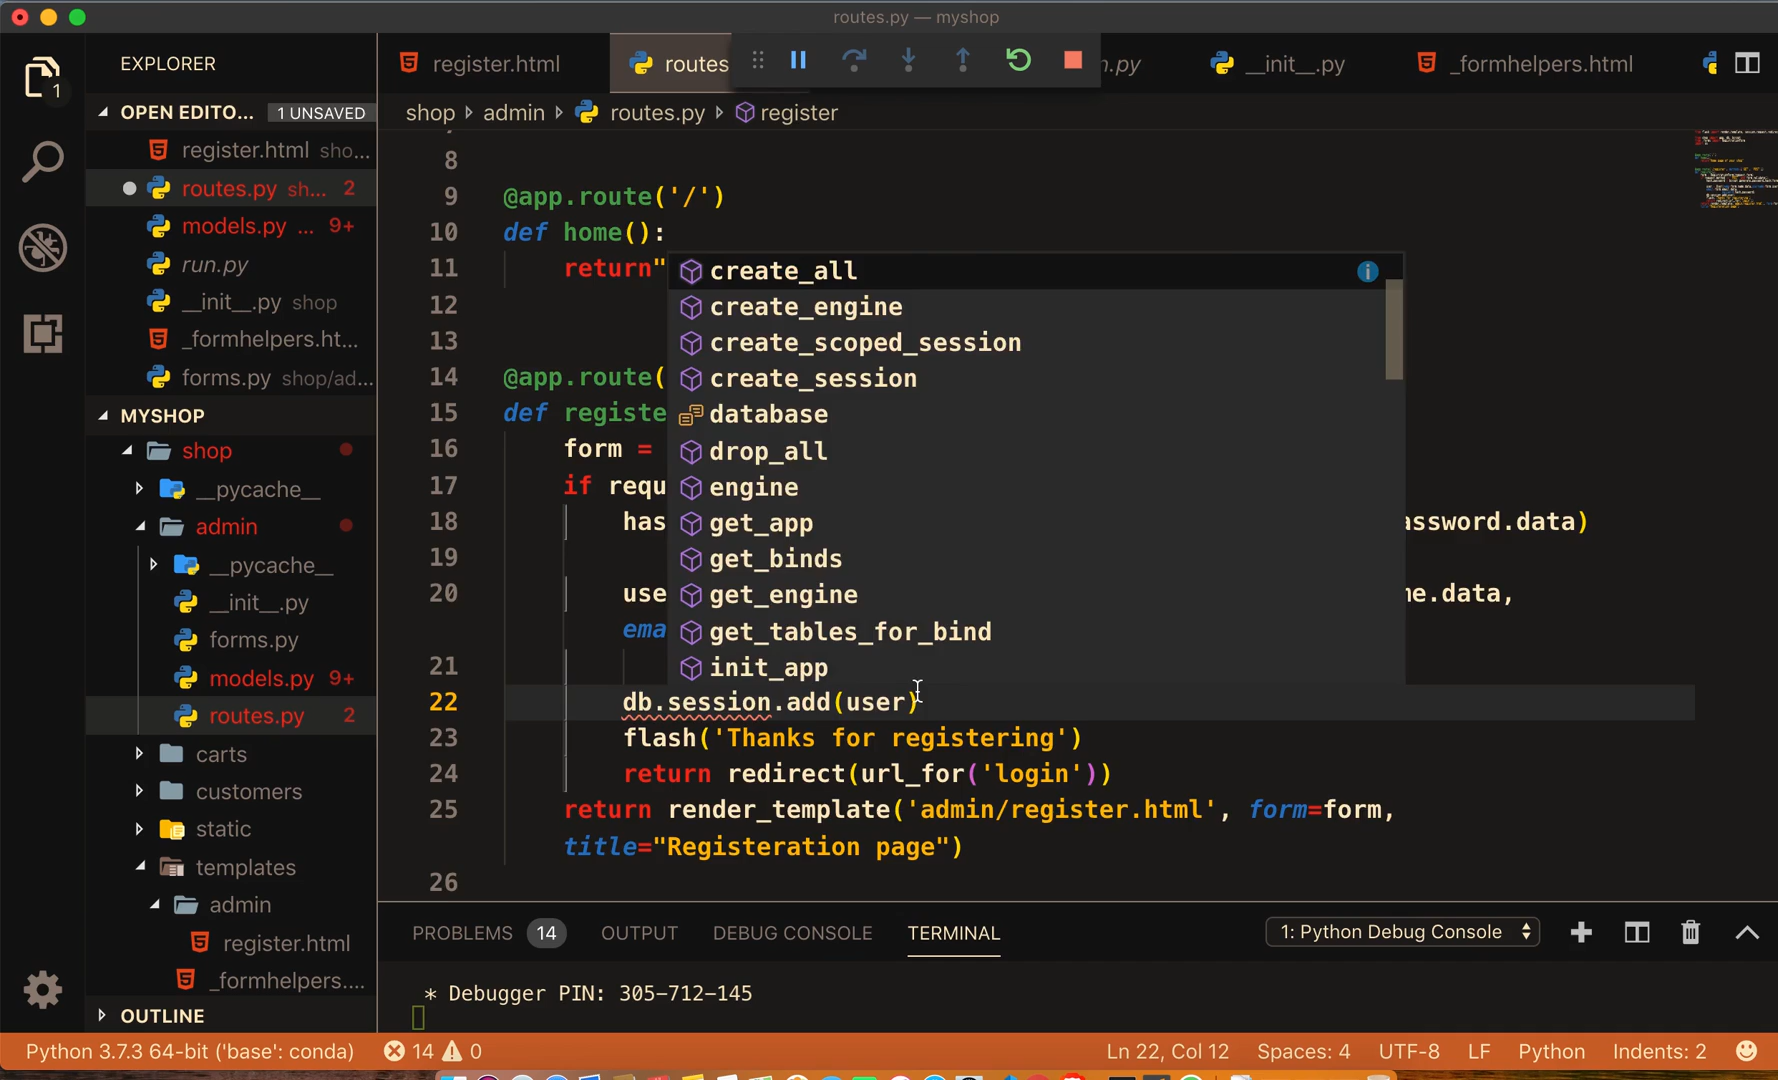 routes.py — myshop
EXPLORER
register.html
routes
n.py
__init__.py
_formhelpers.html
1
OPEN EDITO... 1 UNSAVED
shop admin routes.py register
register.html sho...
routes.py sh... 2
models.py ... 9+
run.py
__init__.py shop
_formhelpers.ht...
forms.py shop/ad...
MYSHOP
shop
__pycache__
admin
__pycache__
__init__.py
forms.py
models.py 9+
routes.py 2
carts
customers
static
templates
admin
register.html
_formhelpers....
OUTLINE
8
9 @app.route('/')
10 def home():
11 return"
12
13
14 @app.route(
15 def registe
16 form =
17 if requ
18 has assword.data)
19
20 use me.data,
ema
21
22 db.session.add(user)
23 flash('Thanks for registering')
24 return redirect(url_for('login'))
25 return render_template('admin/register.html', form=form,
title="Registeration page")
26
create_all
create_engine
create_scoped_session
create_session
database
drop_all
engine
get_app
get_binds
get_engine
get_tables_for_bind
init_app
PROBLEMS 14 OUTPUT DEBUG CONSOLE TERMINAL 1: Python Debug Console
* Debugger PIN: 305-712-145
Python 3.7.3 64-bit ('base': conda) 14 0 Ln 22, Col 12 Spaces: 4 UTF-8 LF Python Indents: 2